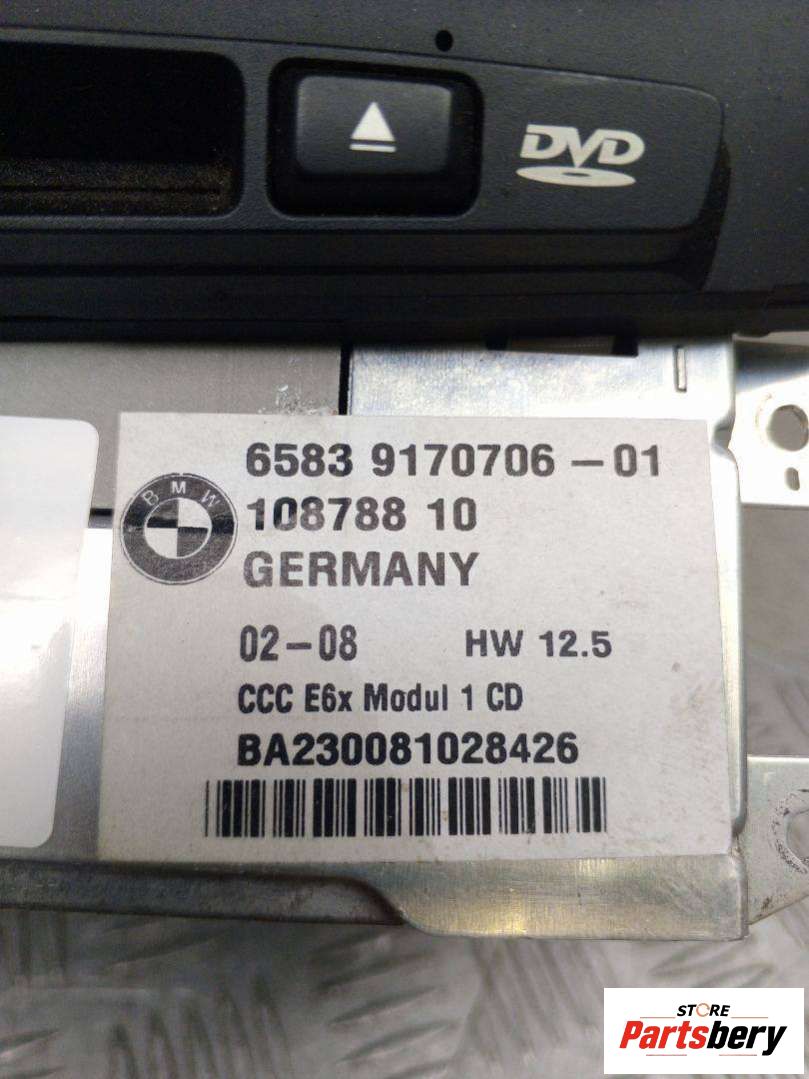 DVD
6583 9170706-01
108788 10
BMW
GERMANY
02-08 HW 12.5
CCC E6x Modul 1 CD
BA230081028426
STORE
Partsbery